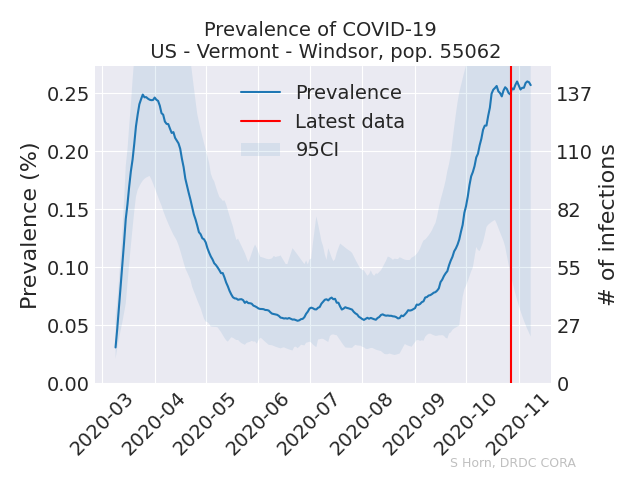 Prevalence of COVID-19
US - Vermont - Windsor, pop. 55062
Prevalence
Latest data
95CI
Prevalence (%)
0.25
0.20
0.15
0.10
0.05
0.00
137
110
82
55
27
0
# of infections
2020-03
2020-04
2020-05
2020-06
2020-07
2020-08
2020-09
2020-10
2020-11
S Horn, DRDC CORA